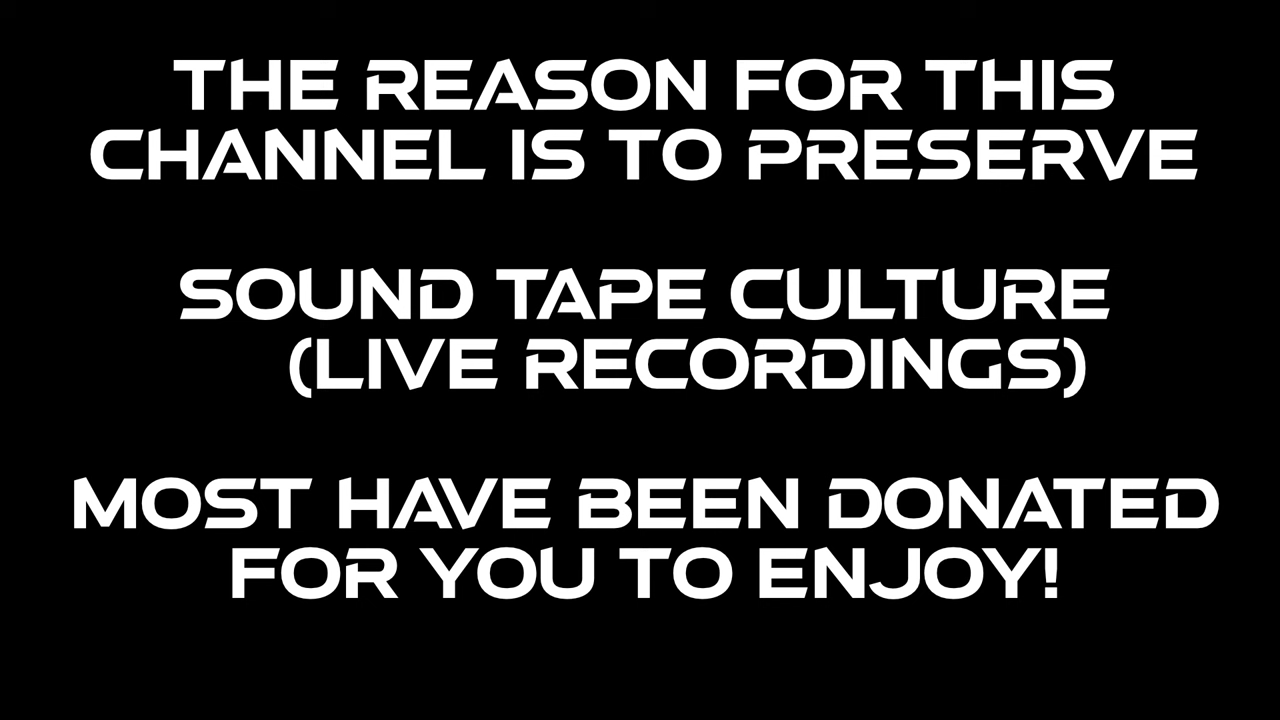 THE REASON FOR THIS
CHANNEL IS TO PRESERVE
SOUND TAPE CULTURE
(LIVE RECORDINGS)
MOST HAVE BEEN DONATED
FOR YOU TO ENJOY!